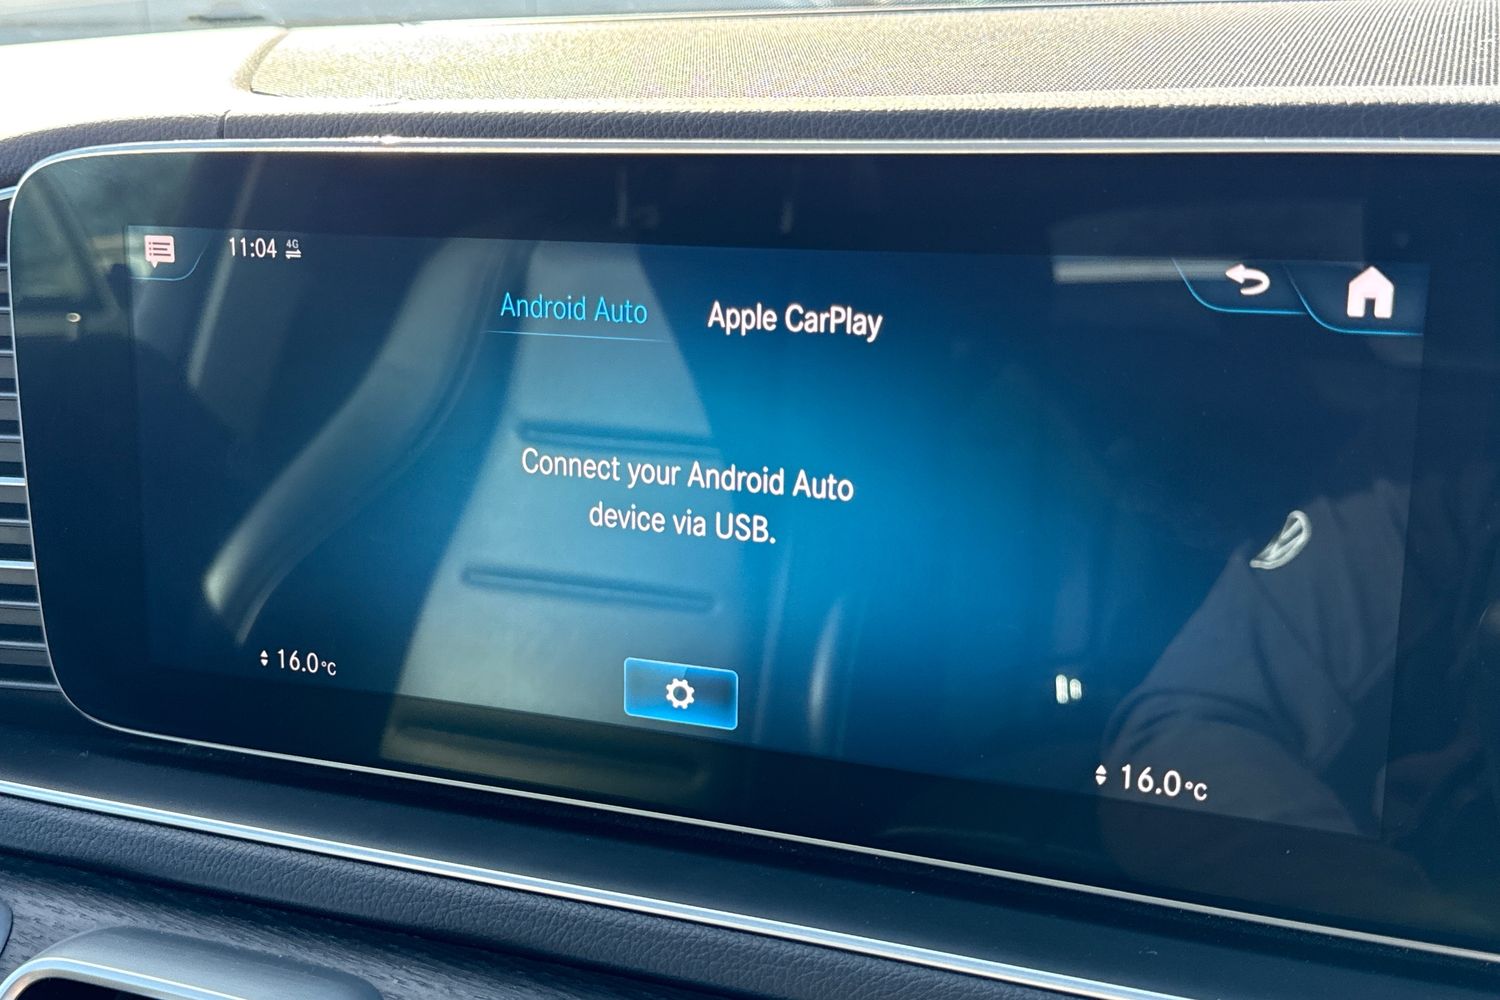 11:04 4G
Android Auto Apple CarPlay
Connect your Android Auto
device via USB.
16.0°C
16.0°C